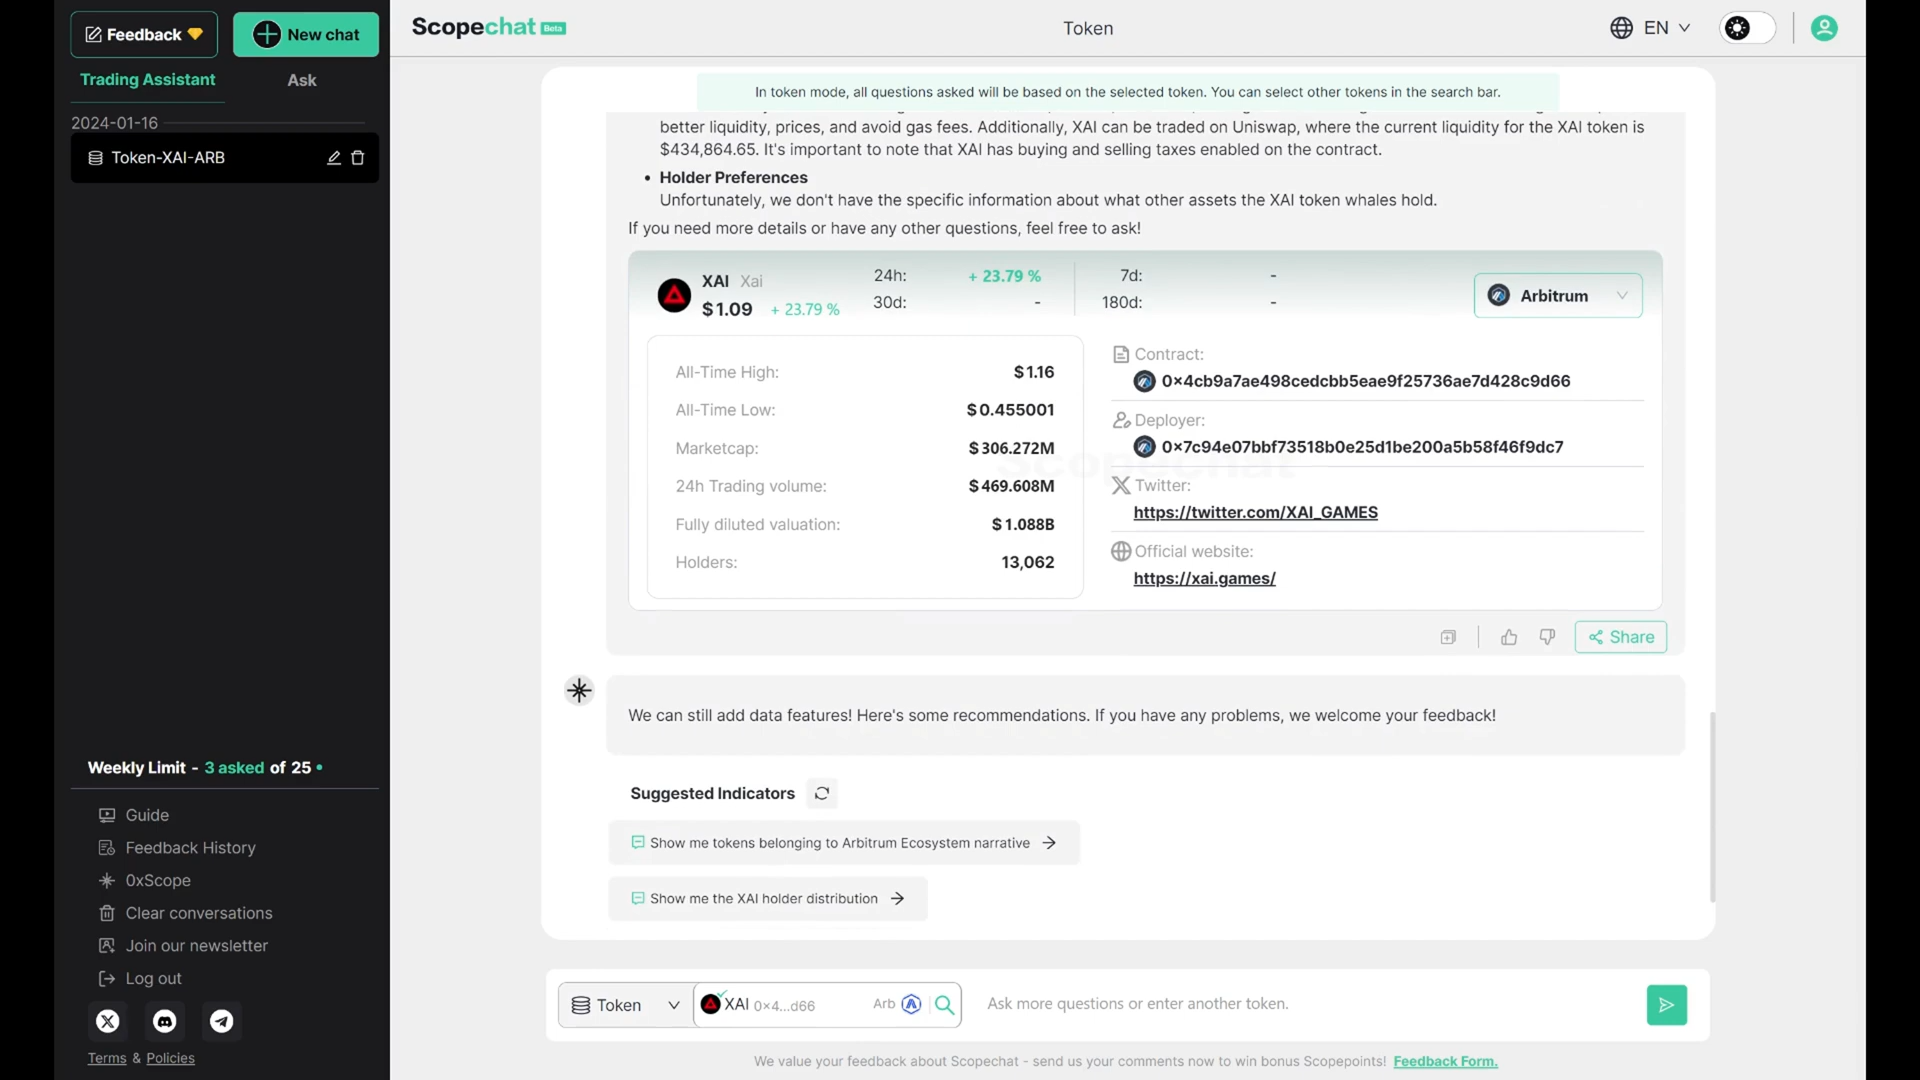 Feedback
New chat
Trading Assistant
Ask
2024-01-16
Token-XAI-ARB
Weekly Limit - 3 asked of 25
Guide
Feedback History
0xScope
Clear conversations
Join our newsletter
Log out
Terms & Policies
Scopechat Beta
Token
EN
In token mode, all questions asked will be based on the selected token. You can select other tokens in the search bar.
better liquidity, prices, and avoid gas fees. Additionally, XAI can be traded on Uniswap, where the current liquidity for the XAI token is
$434,864.65. It's important to note that XAI has buying and selling taxes enabled on the contract.
• Holder Preferences
Unfortunately, we don't have the specific information about what other assets the XAI token whales hold.
If you need more details or have any other questions, feel free to ask!
XAI Xai
$1.09 + 23.79 %
24h: + 23.79 %
30d: -
7d: -
180d: -
Arbitrum
All-Time High: $1.16
All-Time Low: $0.455001
Marketcap: $306.272M
24h Trading volume: $469.608M
Fully diluted valuation: $1.088B
Holders: 13,062
Contract:
0×4cb9a7ae498cedcbb5eae9f25736ae7d428c9d66
Deployer:
0×7c94e07bbf73518b0e25d1be200a5b58f46f9dc7
Twitter:
https://twitter.com/XAI_GAMES
Official website:
https://xai.games/
Scopechat
Share
We can still add data features! Here's some recommendations. If you have any problems, we welcome your feedback!
Suggested Indicators
Show me tokens belonging to Arbitrum Ecosystem narrative
Show me the XAI holder distribution
Token
XAI 0×4...d66 Arb
Ask more questions or enter another token.
We value your feedback about Scopechat - send us your comments now to win bonus Scopepoints! Feedback Form.